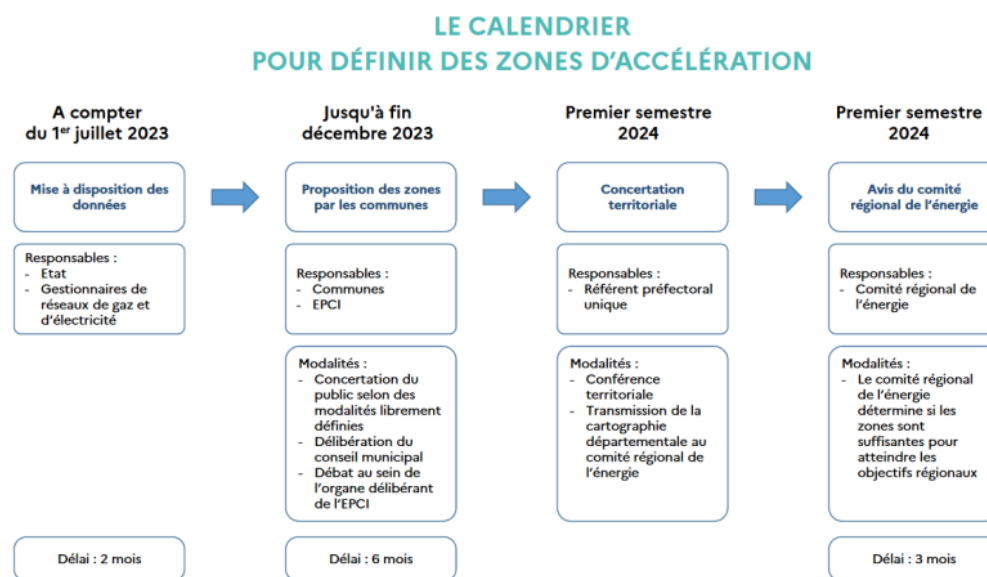 LE CALENDRIER
POUR DÉFINIR DES ZONES D'ACCÉLÉRATION
A compter
du 1er juillet 2023
Mise à disposition des
données
Responsables :
- Etat
- Gestionnaires de
réseaux de gaz et
d'électricité
Délai : 2 mois
Jusqu'à fin
décembre 2023
Proposition des zones
par les communes
Responsables :
- Communes
- EPCI
Modalités :
- Concertation du
public selon des
modalités librement
définies
- Délibération du
conseil municipal
- Débat au sein de
l'organe délibérant
de l'EPCI
Délai : 6 mois
Premier semestre
2024
Concertation
territoriale
Responsables :
- Référent préfectoral
unique
Modalités :
- Conférence
territoriale
- Transmission de la
cartographie
départementale au
comité régional de
l'énergie
Premier semestre
2024
Avis du comité
régional de l'énergie
Responsables :
- Comité régional de
l'énergie
Modalités :
- Le comité régional
de l'énergie
détermine si les
zones sont
suffisantes pour
atteindre les
objectifs régionaux
Délai : 3 mois